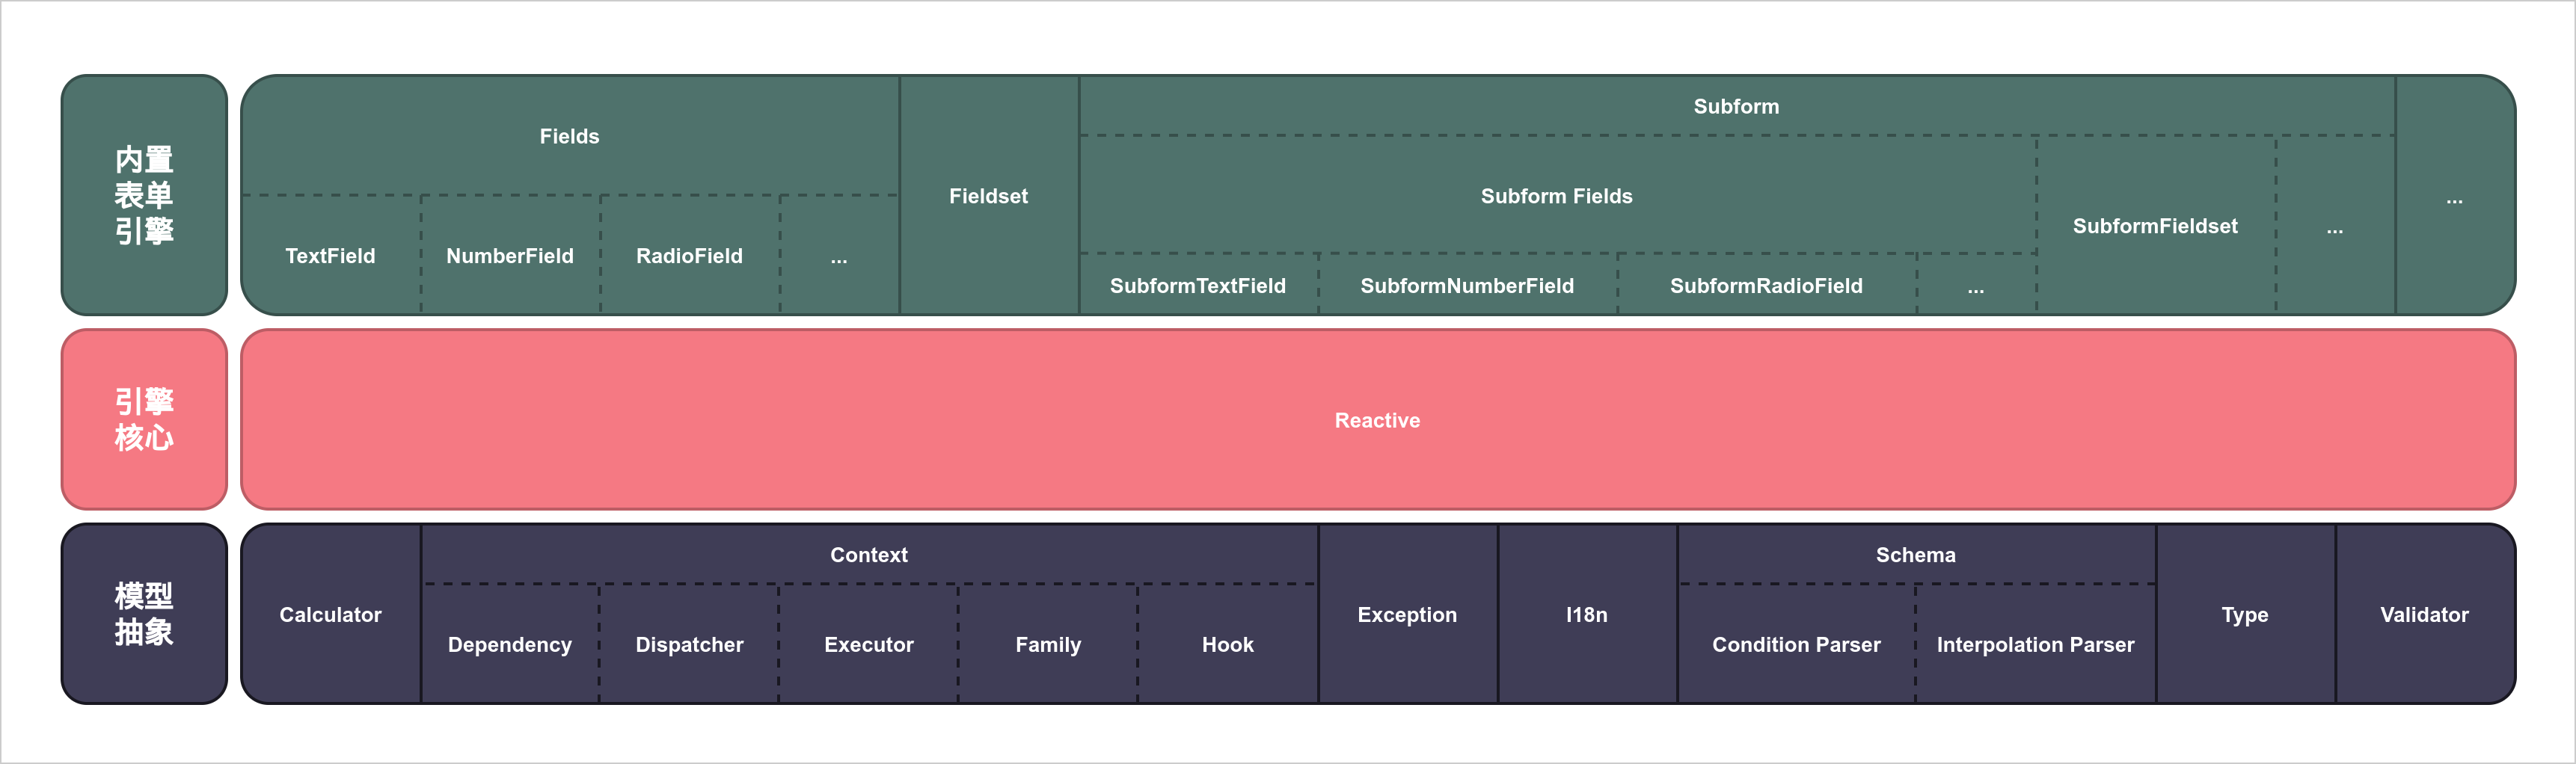 内置
表单
引擎
Fields
TextField
NumberField
RadioField
...
Fieldset
Subform
Subform Fields
SubformTextField
SubformNumberField
SubformRadioField
...
SubformFieldset
...
...
引擎
核心
Reactive
模型
抽象
Calculator
Context
Dependency
Dispatcher
Executor
Family
Hook
Exception
I18n
Schema
Condition Parser
Interpolation Parser
Type
Validator